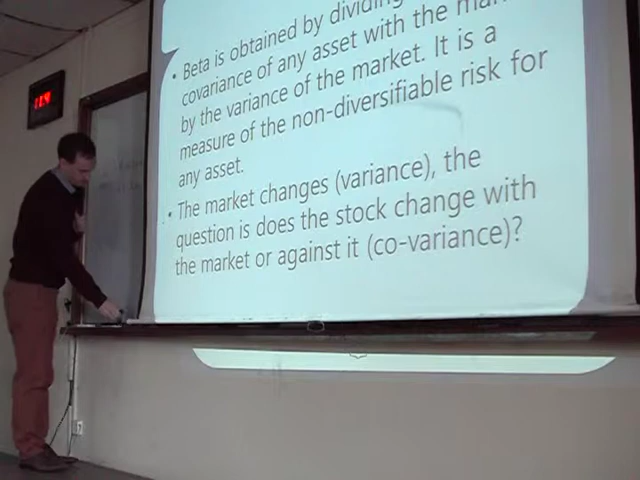 • Beta is obtained by dividing
covariance of any asset with the
by the variance of the market. It is a
measure of the non-diversifiable risk for
any asset.
• The market changes (variance), the
question is does the stock change with
the market or against it (co-variance)?